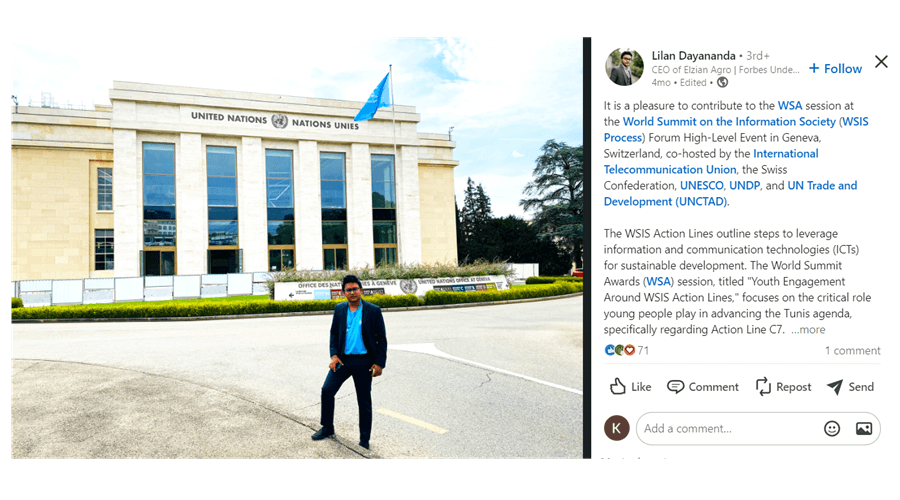 UNITED NATIONS NATIONS UNIES
OFFICE DES NATIONS UNIES À GENÈVE UNITED NATIONS OFFICE AT GENEVA
Lilan Dayananda • 3rd+
CEO of Elzian Agro | Forbes Unde...
4mo • Edited •
+ Follow
It is a pleasure to contribute to the WSA session at
the World Summit on the Information Society (WSIS
Process) Forum High-Level Event in Geneva,
Switzerland, co-hosted by the International
Telecommunication Union, the Swiss
Confederation, UNESCO, UNDP, and UN Trade and
Development (UNCTAD).
The WSIS Action Lines outline steps to leverage
information and communication technologies (ICTs)
for sustainable development. The World Summit
Awards (WSA) session, titled "Youth Engagement
Around WSIS Action Lines," focuses on the critical role
young people play in advancing the Tunis agenda,
specifically regarding Action Line C7. ...more
71
1 comment
Like Comment Repost Send
K
Add a comment...